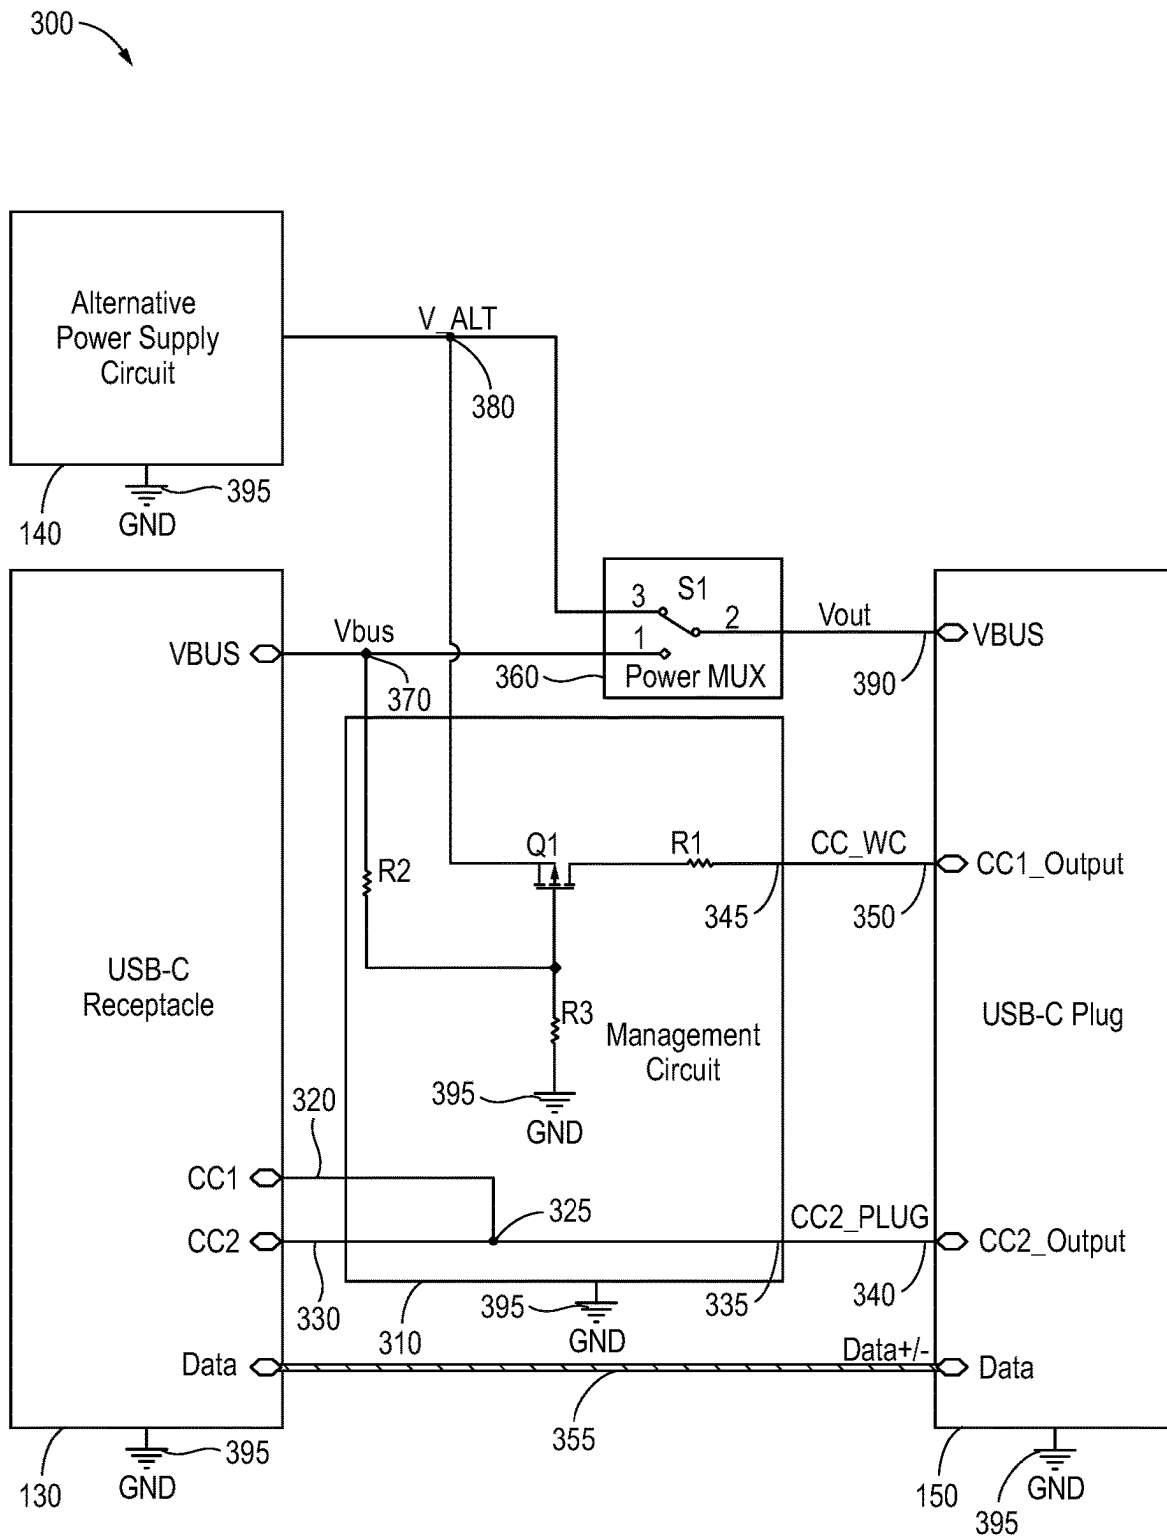 300
Alternative
Power Supply
Circuit
V_ALT
380
395
140
GND
3
S1
2
1
Power MUX
360
Vout
VBUS
390
VBUS
Vbus
370
Q1
R1
CC_WC
CC1_Output
R2
345
350
USB-C
Receptacle
R3
Management
Circuit
USB-C Plug
395
GND
320
CC1
325
CC2_PLUG
CC2
CC2_Output
330
310
395
GND
335
340
Data
Data+/-
Data
355
395
130
GND
150
GND
395